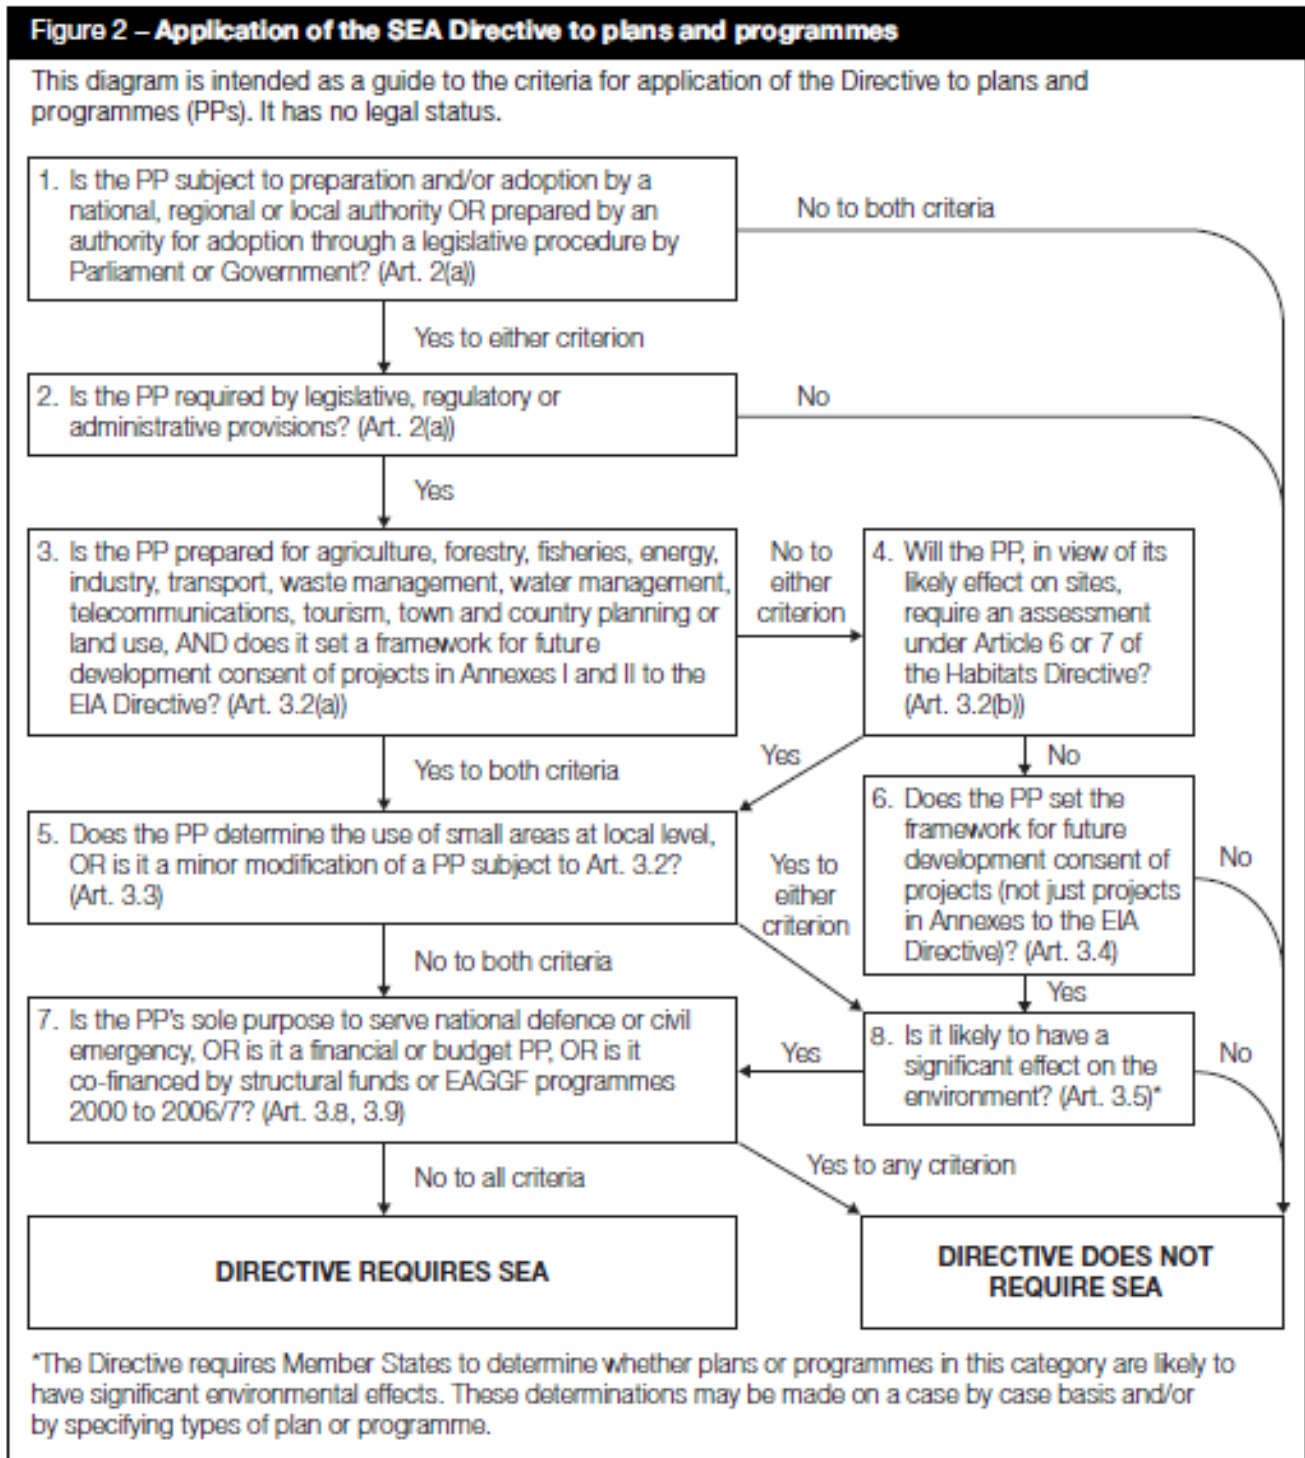 Figure 2 – Application of the SEA Directive to plans and programmes
This diagram is intended as a guide to the criteria for application of the Directive to plans and
programmes (PPs). It has no legal status.
1. Is the PP subject to preparation and/or adoption by a
national, regional or local authority OR prepared by an
authority for adoption through a legislative procedure by
Parliament or Government? (Art. 2(a))
No to both criteria
Yes to either criterion
2. Is the PP required by legislative, regulatory or
administrative provisions? (Art. 2(a))
No
Yes
3. Is the PP prepared for agriculture, forestry, fisheries, energy,
industry, transport, waste management, water management,
telecommunications, tourism, town and country planning or
land use, AND does it set a framework for future
development consent of projects in Annexes I and II to the
EIA Directive? (Art. 3.2(a))
No to
either
criterion
4. Will the PP, in view of its
likely effect on sites,
require an assessment
under Article 6 or 7 of
the Habitats Directive?
(Art. 3.2(b))
Yes to both criteria
Yes
No
5. Does the PP determine the use of small areas at local level,
OR is it a minor modification of a PP subject to Art. 3.2?
(Art. 3.3)
Yes to
either
criterion
6. Does the PP set the
framework for future
development consent of
projects (not just projects
in Annexes to the EIA
Directive)? (Art. 3.4)
No
No to both criteria
Yes
7. Is the PP's sole purpose to serve national defence or civil
emergency, OR is it a financial or budget PP, OR is it
co-financed by structural funds or EAGGF programmes
2000 to 2006/7? (Art. 3.8, 3.9)
Yes
8. Is it likely to have a
significant effect on the
environment? (Art. 3.5)*
No
No to all criteria
Yes to any criterion
DIRECTIVE REQUIRES SEA
DIRECTIVE DOES NOT
REQUIRE SEA
*The Directive requires Member States to determine whether plans or programmes in this category are likely to
have significant environmental effects. These determinations may be made on a case by case basis and/or
by specifying types of plan or programme.